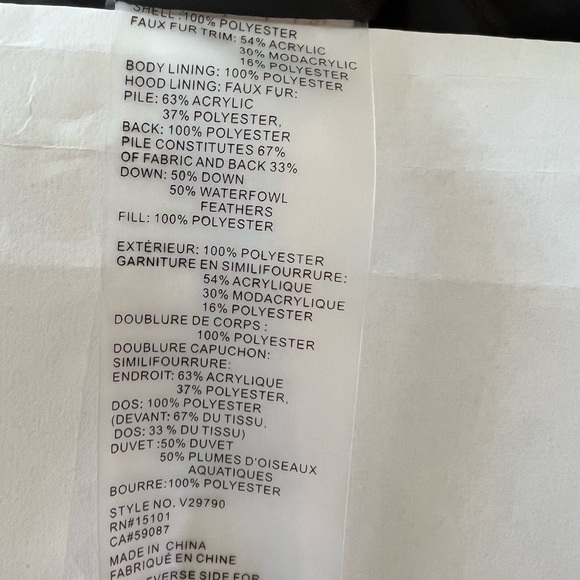 SHELL: 100% POLYESTER
FAUX FUR TRIM: 54% ACRYLIC
30% MODACRYLIC
16% POLYESTER
BODY LINING: 100% POLYESTER
HOOD LINING: FAUX FUR:
PILE: 63% ACRYLIC
37% POLYESTER,
BACK: 100% POLYESTER
PILE CONSTITUTES 67%
OF FABRIC AND BACK 33%
DOWN: 50% DOWN
50% WATERFOWL
FEATHERS
FILL: 100% POLYESTER
EXTÉRIEUR: 100% POLYESTER
GARNITURE EN SIMILIFOURRURE:
54% ACRYLIQUE
30% MODACRYLIQUE
16% POLYESTER
DOUBLURE DE CORPS :
100% POLYESTER
DOUBLURE CAPUCHON:
SIMILIFOURRURE:
ENDROIT: 63% ACRYLIQUE
37% POLYESTER,
DOS: 100% POLYESTER
(DEVANT: 67% DU TISSU,
DOS: 33 % DU TISSU)
DUVET :50% DUVET
50% PLUMES D'OISEAUX
AQUATIQUES
BOURRE:100% POLYESTER
STYLE NO. V29790
RN#15101
CA#59087
MADE IN CHINA
FABRIQUÉ EN CHINE
EVERSE SIDE FOR